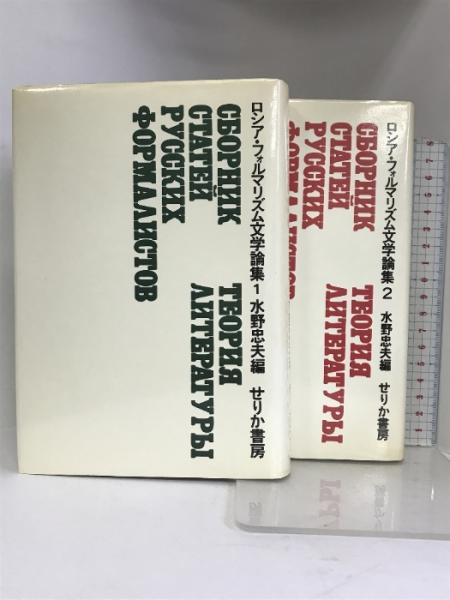 ロシア・フォルマリズム文学論集1 水野忠夫編 せりか書房
СБОРНИК
СТАТЕЙ
РУССКИХ
ФОРМАЛИСТОВ
ТЕОРИЯ
ЛИТЕРАТУРЫ
ロシア・フォルマリズム文学論集2 水野忠夫編 せりか書房
СБОРНИК
СТАТЕЙ
РУССКИХ
ТЕОРИЯ
ЛИТЕРАТУРЫ